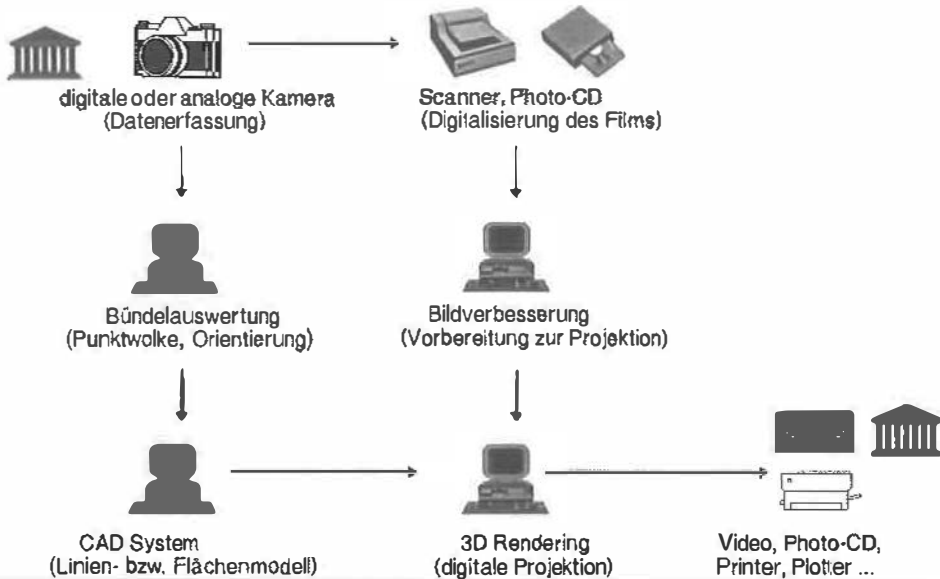 digitale oder analoge Kamera
(Datenerfassung)
Scanner, Photo-CD
(Digitalisierung des Films)
Bündelauswertung
(Punktwolke, Orientierung)
Bildverbesserung
(Vorbereitung zur Projektion)
CAD System
(Linien- bzw. Flächenmodell)
3D Rendering
(digitale Projektion)
Video, Photo-CD,
Printer, Plotter ...